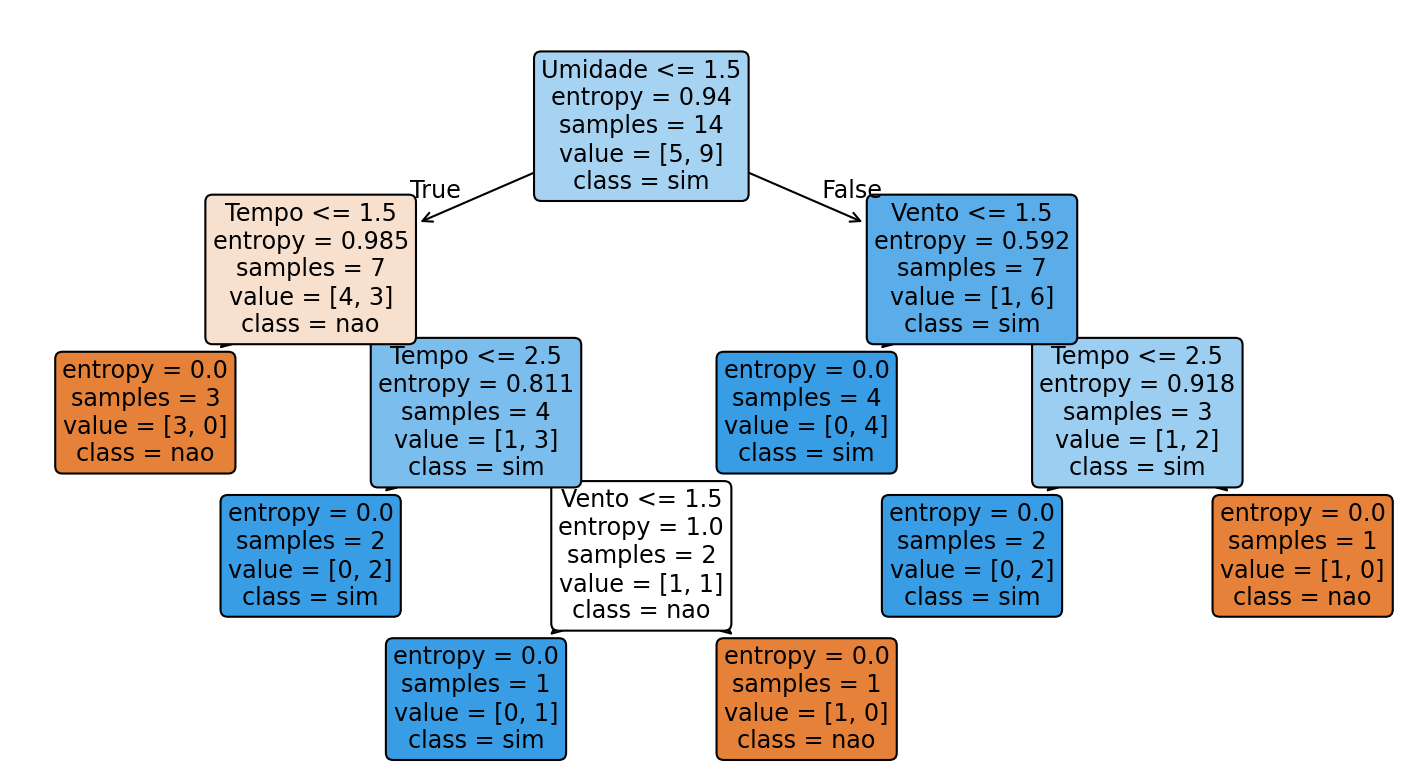 Umidade <= 1.5
entropy = 0.94
samples = 14
value = [5, 9]
class = sim
True
False
Tempo <= 1.5
entropy = 0.985
samples = 7
value = [4, 3]
class = nao
Vento <= 1.5
entropy = 0.592
samples = 7
value = [1, 6]
class = sim
entropy = 0.0
samples = 3
value = [3, 0]
class = nao
Tempo <= 2.5
entropy = 0.811
samples = 4
value = [1, 3]
class = sim
entropy = 0.0
samples = 4
value = [0, 4]
class = sim
Tempo <= 2.5
entropy = 0.918
samples = 3
value = [1, 2]
class = sim
entropy = 0.0
samples = 2
value = [0, 2]
class = sim
Vento <= 1.5
entropy = 1.0
samples = 2
value = [1, 1]
class = nao
entropy = 0.0
samples = 2
value = [0, 2]
class = sim
entropy = 0.0
samples = 1
value = [1, 0]
class = nao
entropy = 0.0
samples = 1
value = [0, 1]
class = sim
entropy = 0.0
samples = 1
value = [1, 0]
class = nao